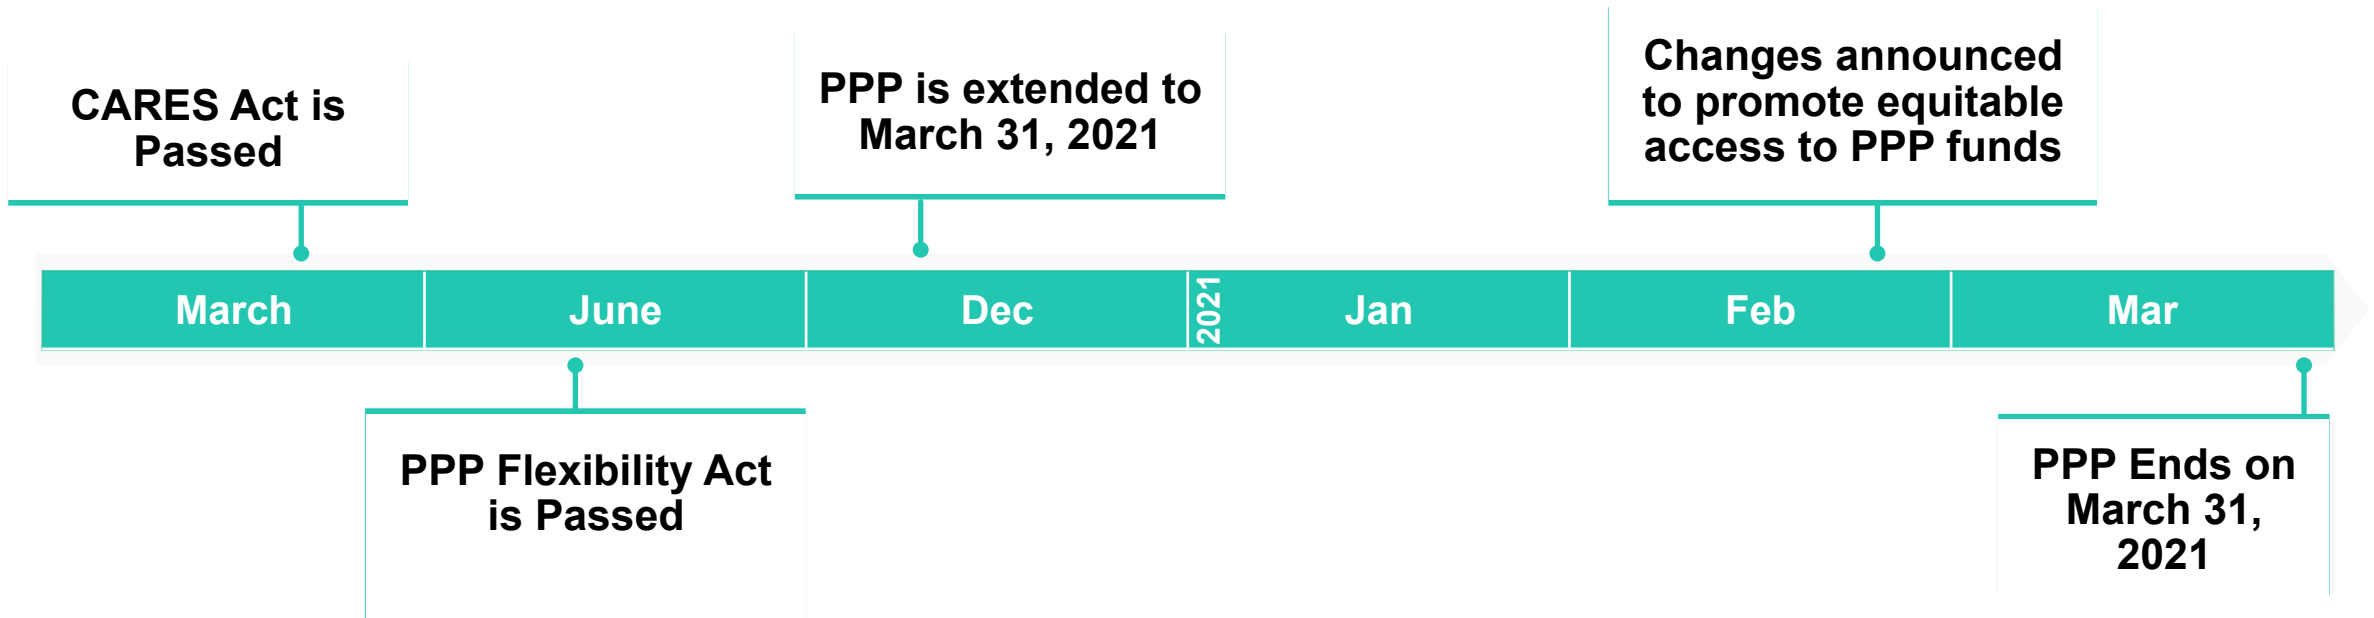 CARES Act is
Passed
PPP is extended to
March 31, 2021
Changes announced
to promote equitable
access to PPP funds
March
June
Dec
2021
Jan
Feb
Mar
PPP Flexibility Act
is Passed
PPP Ends on
March 31,
2021